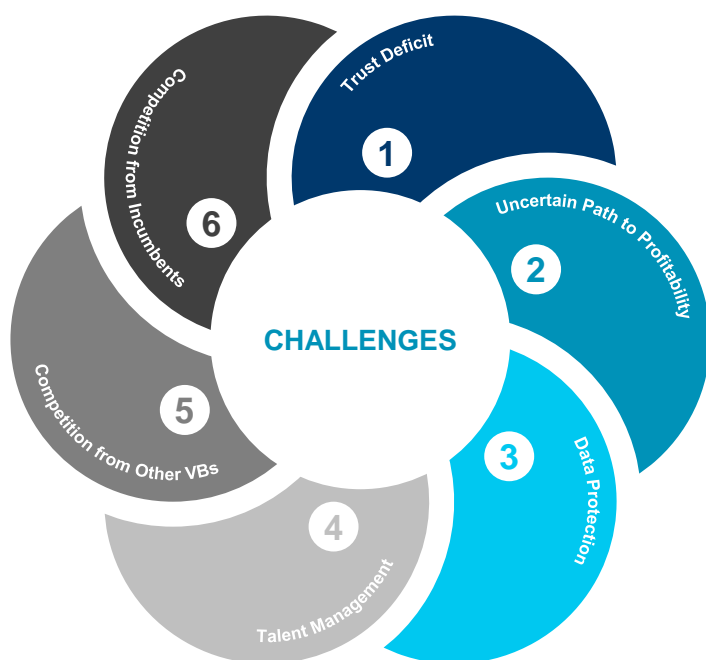 CHALLENGES
1
Trust Deficit
2
Uncertain Path to Profitability
3
Data Protection
4
Talent Management
5
Competition from Other VBs
6
Competition from Incumbents